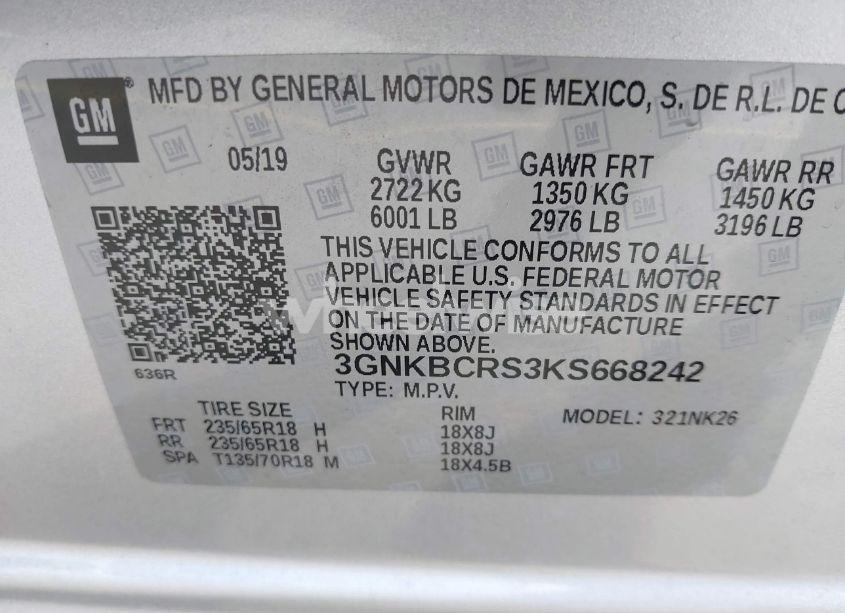 GM® MFD BY GENERAL MOTORS DE MEXICO, S. DE R.L. DE C
05/19 GVWR GAWR FRT GAWR RR
2722 KG 1350 KG 1450 KG
6001 LB 2976 LB 3196 LB
THIS VEHICLE CONFORMS TO ALL
APPLICABLE U.S. FEDERAL MOTOR
VEHICLE SAFETY STANDARDS IN EFFECT
ON THE DATE OF MANUFACTURE
SHOWN ABOVE.
3GNKBCRS3KS668242
636R TYPE: M.P.V.
TIRE SIZE RIM MODEL: 321NK26
FRT 235/65R18 H 18X8J
RR 235/65R18 H 18X8J
SPA T135/70R18 M 18X4.5B